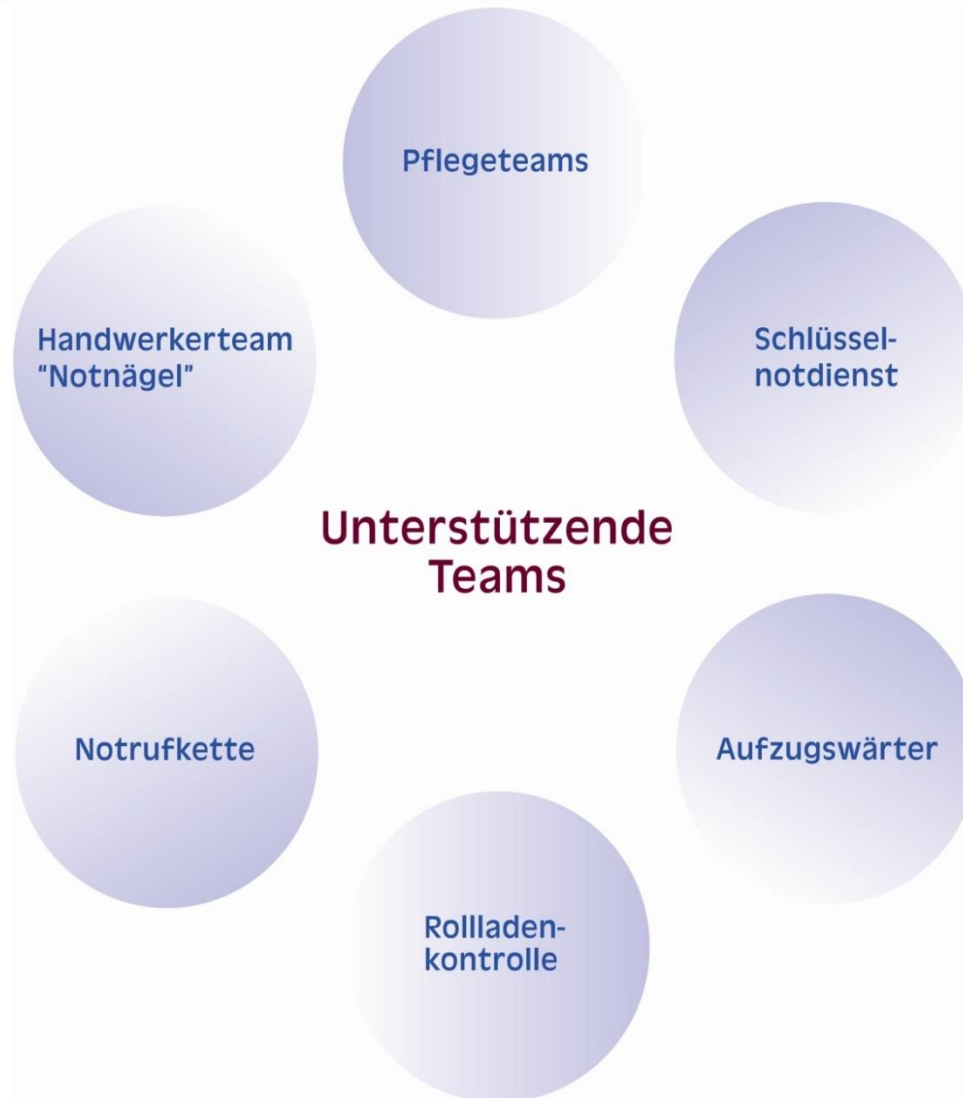 Pflegeteams
Handwerkerteam
"Notnägel"
Schlüssel-
notdienst
Unterstützende
Teams
Notrufkette
Aufzugswärter
Rollladen-
kontrolle